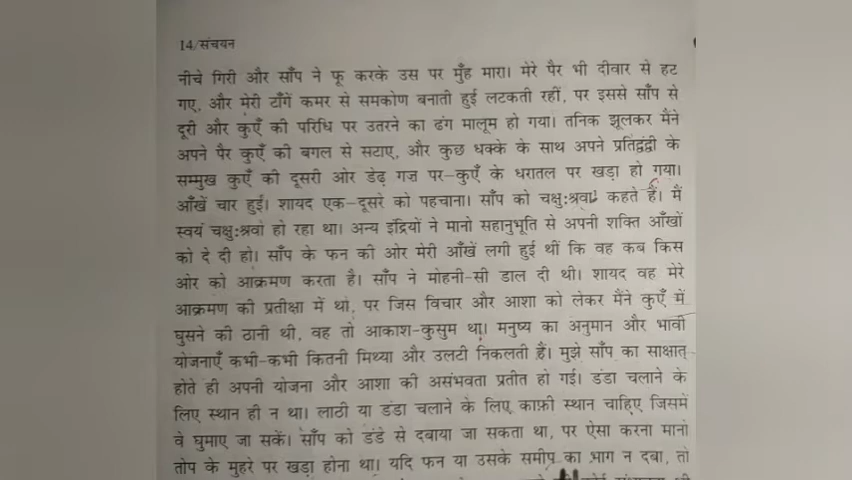 14/संचयन
नीचे गिरी और साँप ने फू करके उस पर मुँह मारा। मेरे पैर भी दीवार से हट
गए, और मेरी टाँगें कमर से समकोण बनाती हुई लटकती रहीं, पर इससे साँप से
दूरी और कुएँ की परिधि पर उतरने का ढंग मालूम हो गया। तनिक झूलकर मैंने
अपने पैर कुएँ की बगल से सटाए, और कुछ धक्के के साथ अपने प्रतिद्वंद्वी के
सम्मुख कुएँ की दूसरी ओर डेढ़ गज़ पर–कुएँ के धरातल पर खड़ा हो गया।
आँखें चार हुईं। शायद एक-दूसरे को पहचाना। साँप को चक्षु:श्रवा कहते हैं। मैं
स्वयं चक्षु:श्रवा हो रहा था। अन्य इंद्रियों ने मानो सहानुभूति से अपनी शक्ति आँखों
को दे दी हो। साँप के फन की ओर मेरी आँखें लगी हुई थीं कि वह कब किस
ओर को आक्रमण करता है। साँप ने मोहनी-सी डाल दी थी। शायद वह मेरे
आक्रमण की प्रतीक्षा में था, पर जिस विचार और आशा को लेकर मैंने कुएँ में
घुसने की ठानी थी, वह तो आकाश-कुसुम था। मनुष्य का अनुमान और भावी
योजनाएँ कभी-कभी कितनी मिथ्या और उलटी निकलती हैं। मुझे साँप का साक्षात्
होते ही अपनी योजना और आशा की असंभवता प्रतीत हो गई। डंडा चलाने के
लिए स्थान ही न था। लाठी या डंडा चलाने के लिए काफ़ी स्थान चाहिए जिसमें
वे घुमाए जा सकें। साँप को डंडे से दबाया जा सकता था, पर ऐसा करना मानो
तोप के मुहरे पर खड़ा होना था। यदि फन या उसके समीप का भाग न दबा, तो